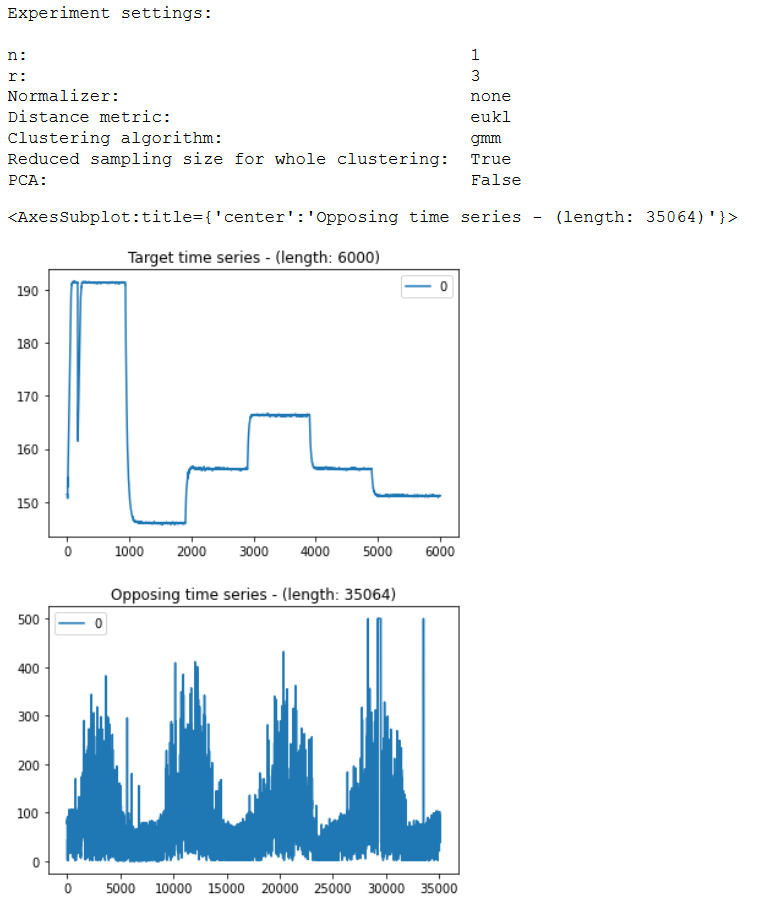 Experiment settings:
n: 1
r: 3
Normalizer: none
Distance metric: eukl
Clustering algorithm: gmm
Reduced sampling size for whole clustering: True
PCA: False
<AxesSubplot:title={'center':'Opposing time series - (length: 35064)'}>
Target time series - (length: 6000)
0
190
180
170
160
150
0 1000 2000 3000 4000 5000 6000
Opposing time series - (length: 35064)
0
500
400
300
200
100
0
0 5000 10000 15000 20000 25000 30000 35000